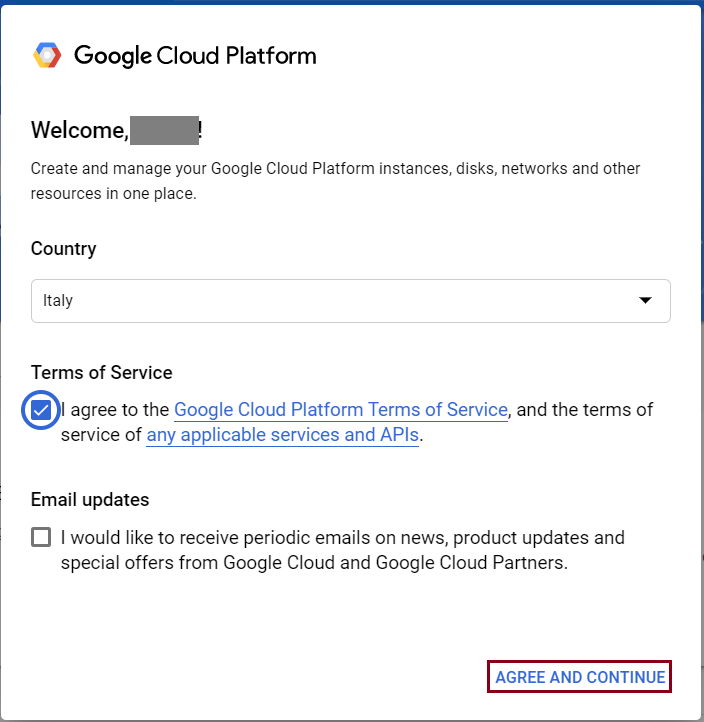 Google Cloud Platform
Welcome, !
Create and manage your Google Cloud Platform instances, disks, networks and other
resources in one place.
Country
Italy
Terms of Service
I agree to the Google Cloud Platform Terms of Service, and the terms of
service of any applicable services and APIs.
Email updates
I would like to receive periodic emails on news, product updates and
special offers from Google Cloud and Google Cloud Partners.
AGREE AND CONTINUE